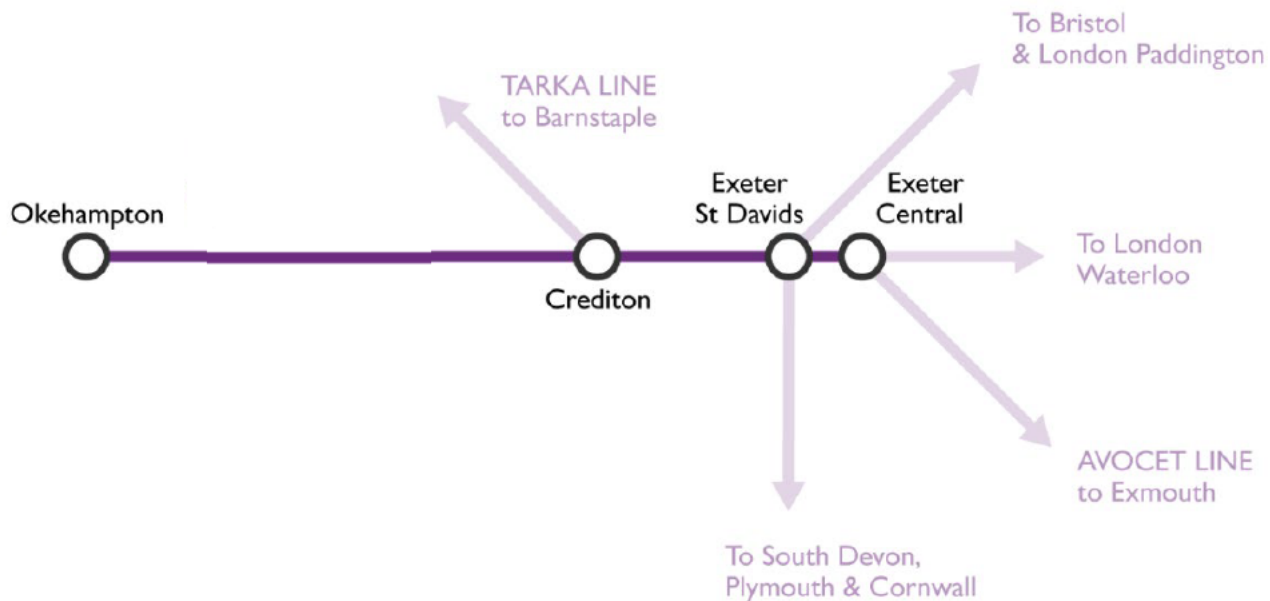 To Bristol
& London Paddington
TARKA LINE
to Barnstaple
Okehampton
Exeter
St Davids
Exeter
Central
Crediton
To London
Waterloo
AVOCET LINE
to Exmouth
To South Devon,
Plymouth & Cornwall